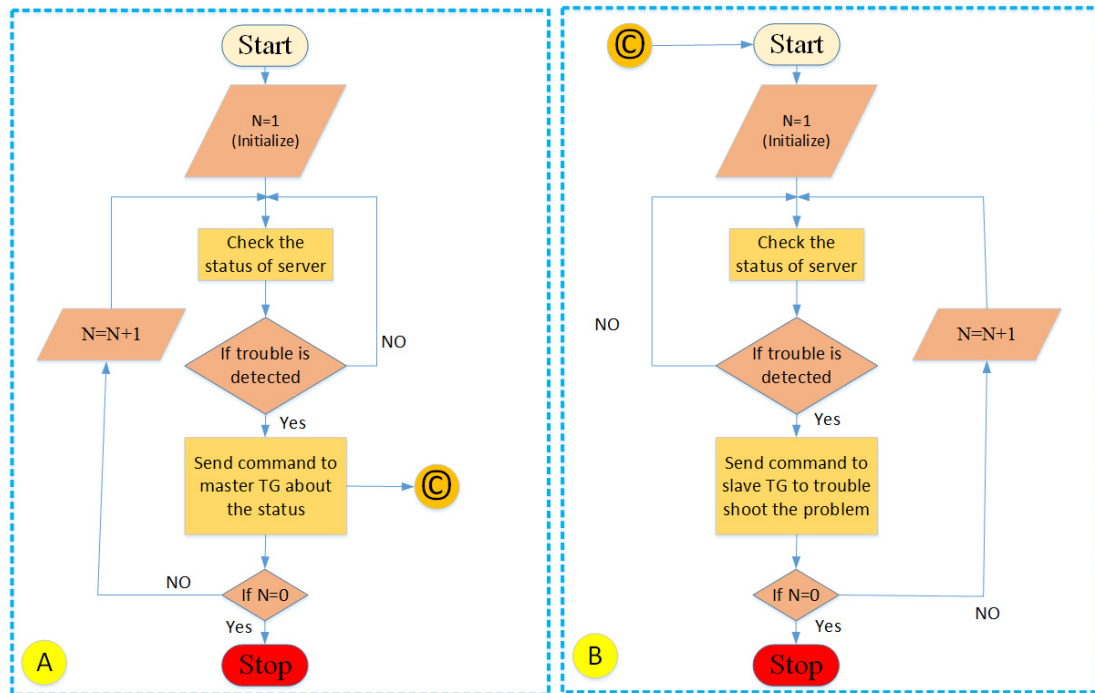 Start
N=1
(Initialize)
Check the
status of server
N=N+1
If trouble is
detected
NO
Yes
Send command to
master TG about
the status
©
NO
If N=0
Yes
Stop
A
©
Start
N=1
(Initialize)
Check the
status of server
NO
If trouble is
detected
N=N+1
Yes
Send command to
slave TG to trouble
shoot the problem
If N=0
NO
Yes
Stop
B